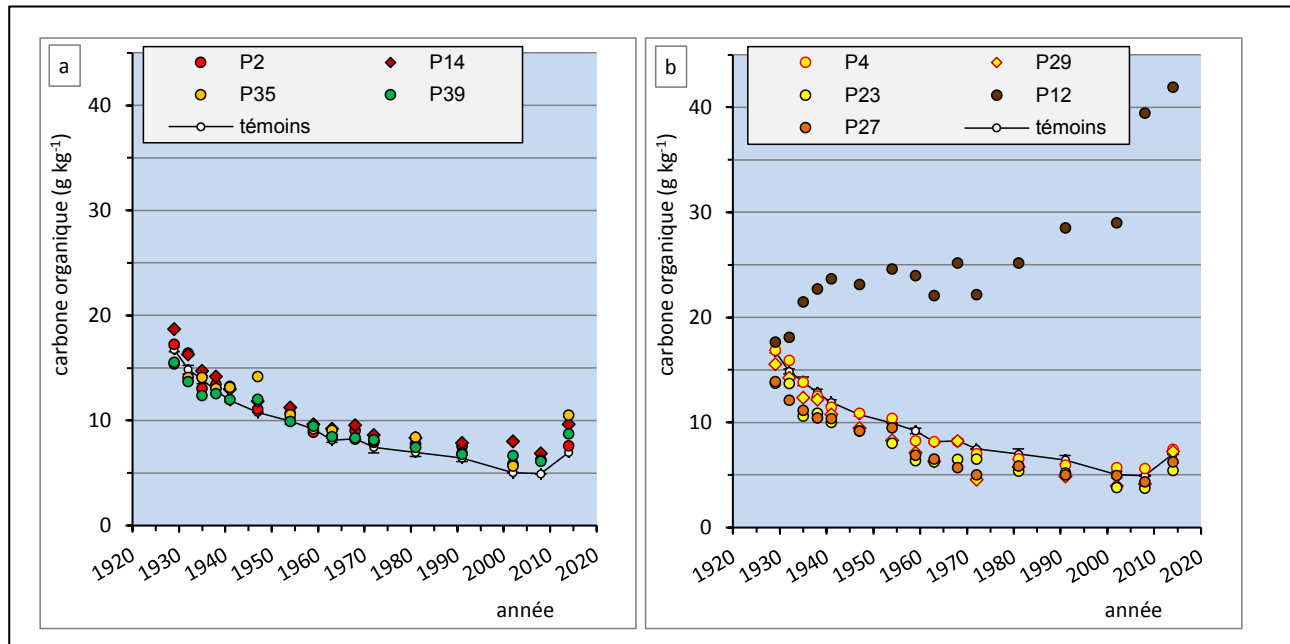 a
P2 P14
P35 P39
témoins
carbone organique (g kg-1)
40
30
20
10
0
1920 1930 1940 1950 1960 1970 1980 1990 2000 2010 2020
année
b
P4 P29
P23 P12
P27 témoins
carbone organique (g kg-1)
40
30
20
10
0
1920 1930 1940 1950 1960 1970 1980 1990 2000 2010 2020
année